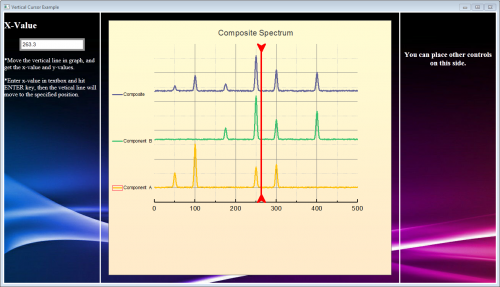 Vertical Cursor Example
X-Value
263.3
*Move the vertical line in graph, and
get the x-value and y-values.
*Enter x-value in textbox and hit
ENTER key, then the vertical line will
move to the specified position.
Composite Spectrum
Composite
Component B
Component A
0 100 200 300 400 500
You can place other controls
on this side.